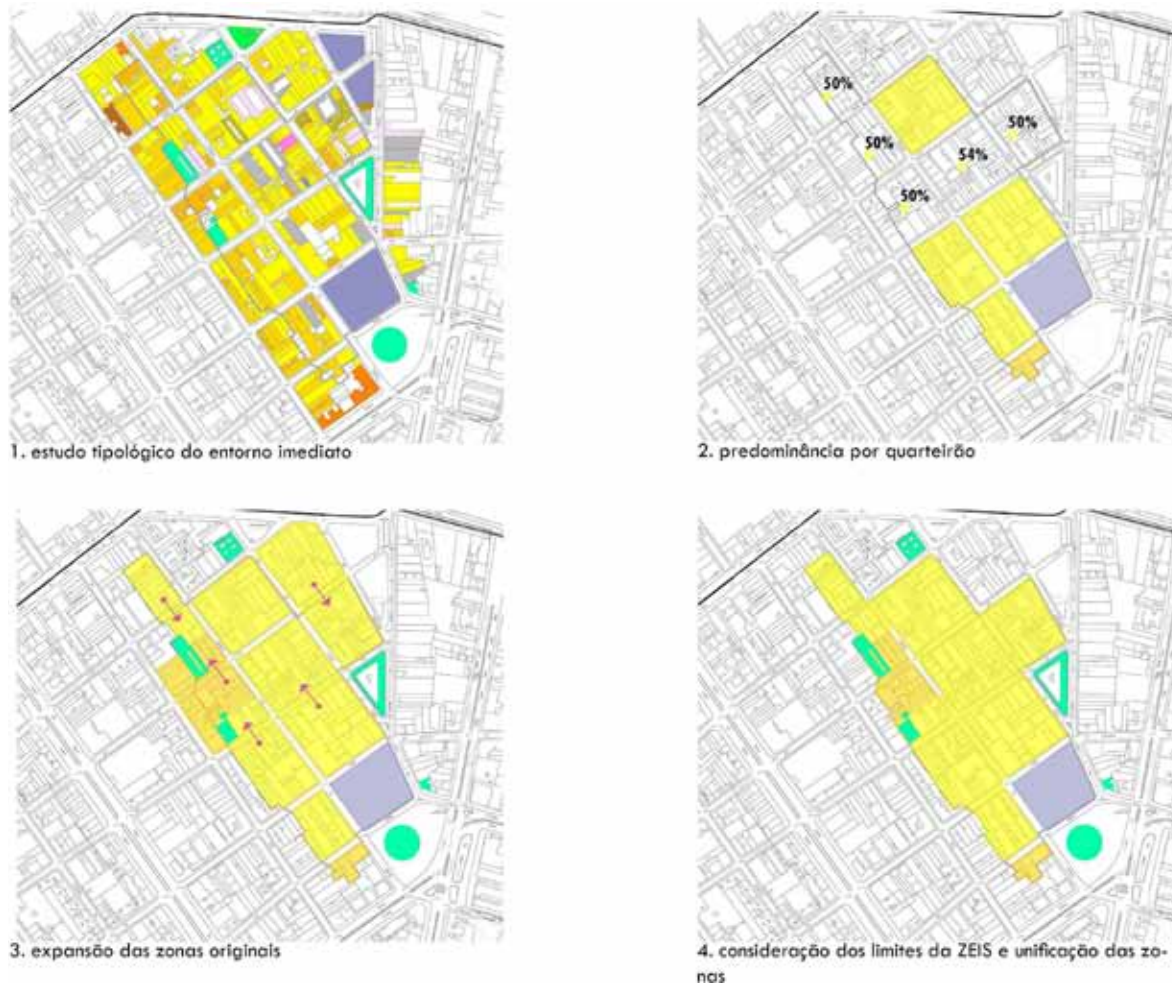 50%
50%
50%
54%
50%
1. estudo tipológico do entorno imediato
2. predominância por quarteirão
3. expansão das zonas originais
4. consideração dos limites da ZEIS e unificação das zo-
nas